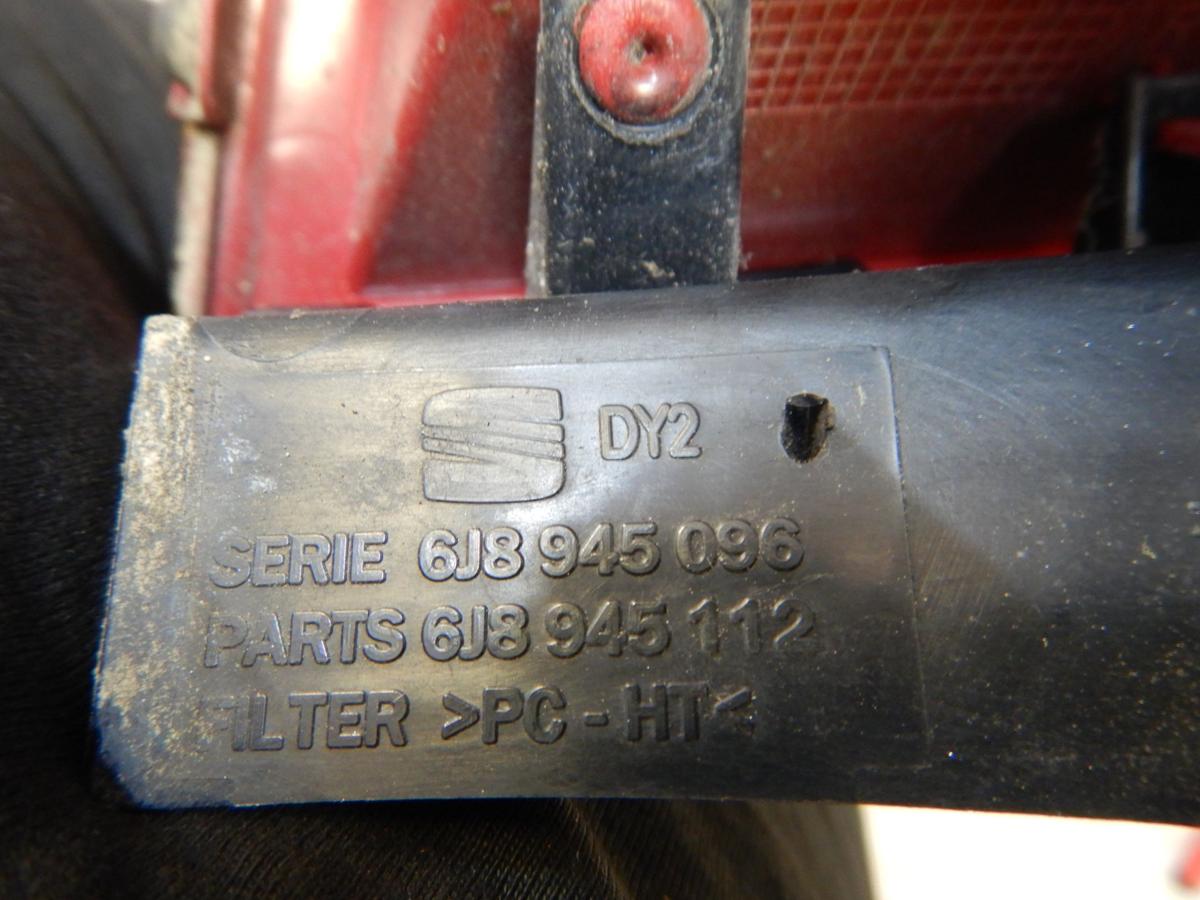 DY2
SERIE 6J8 945 096
PARTS 6J8 945 112
FILTER >PC - HT<